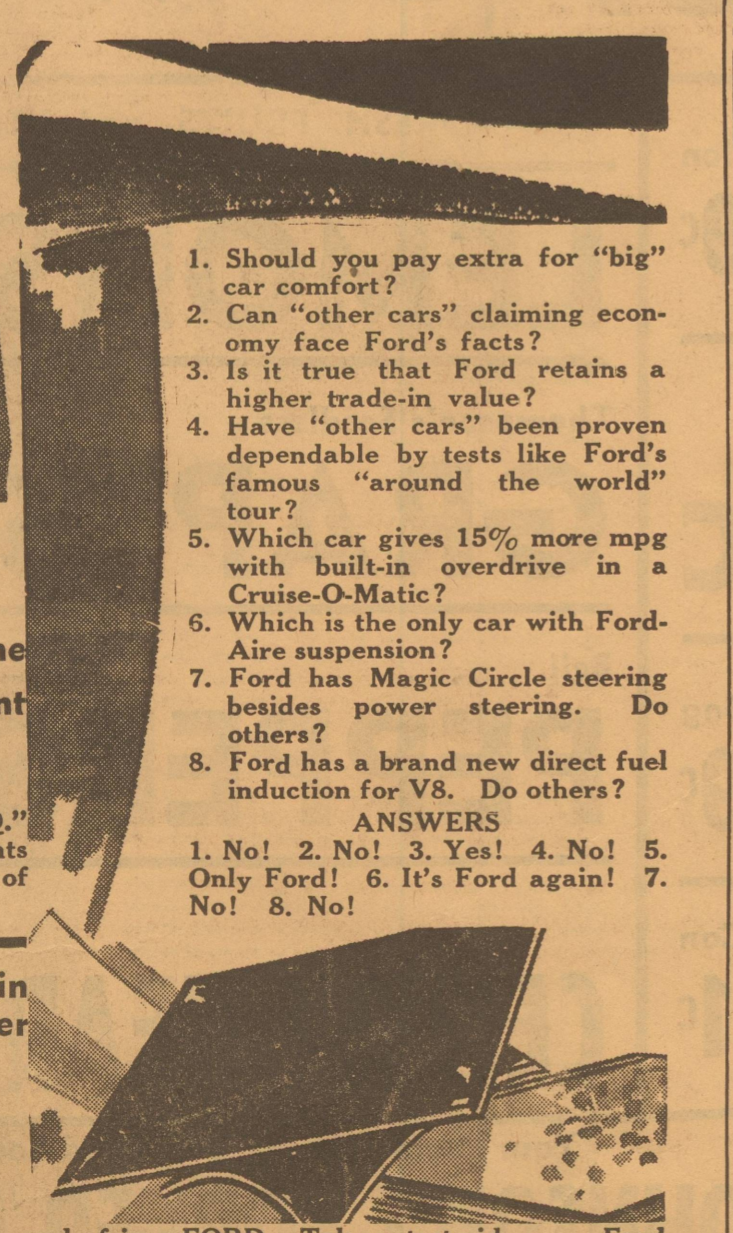 1. Should you pay extra for “big”
car comfort?
2. Can “other cars” claiming econ-
omy face Ford's facts?
3. Is it true that Ford retains a
higher trade-in value?
4. Have “other cars” been proven
dependable by tests like Ford's
famous “around the world”
tour?
5. Which car gives 15% more mpg
with built-in overdrive in a
Cruise-O-Matic?
6. Which is the only car with Ford-
Aire suspension?
7. Ford has Magic Circle steering
besides power steering. Do
others?
8. Ford has a brand new direct fuel
induction for V8. Do others?
ANSWERS
1. No! 2. No! 3. Yes! 4. No! 5.
Only Ford! 6. It's Ford again! 7.
No! 8. No!
of
in
FORD